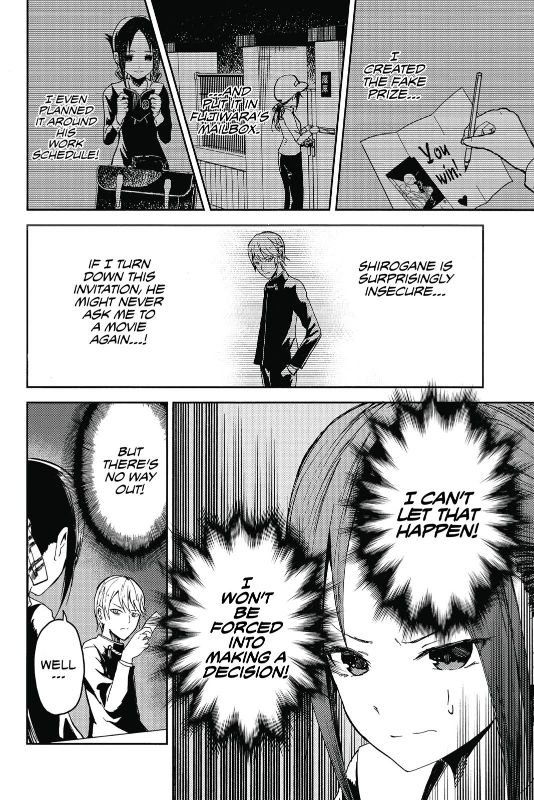 I
CREATED
THE FAKE
PRIZE...
You
win!
...AND
PUT IT IN
FUJIWARA'S
MAILBOX.
I EVEN
PLANNED
IT AROUND
HIS
WORK
SCHEDULE!
SHIROGANE IS
SURPRISINGLY
INSECURE...
IF I TURN
DOWN THIS
INVITATION, HE
MIGHT NEVER
ASK ME TO
A MOVIE
AGAIN...!
I CAN'T
LET THAT
HAPPEN!
I
WON'T
BE
FORCED
INTO
MAKING A
DECISION!
BUT
THERE'S
NO WAY
OUT!
WELL
...